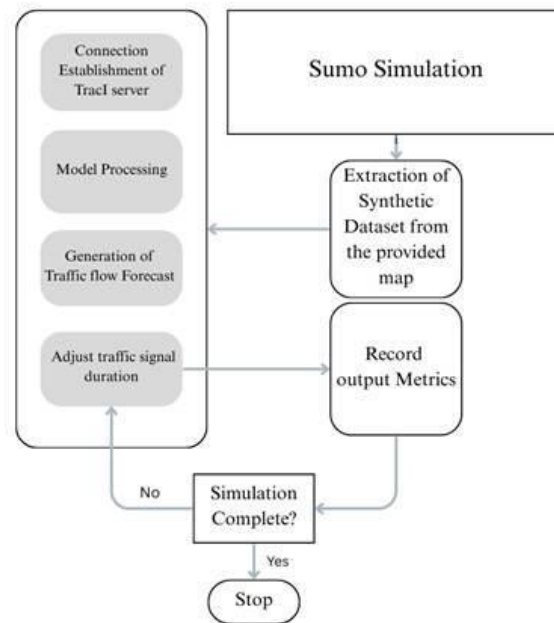 Connection
Establishment of
TracI server
Model Processing
Generation of
Traffic flow Forecast
Adjust traffic signal
duration
Sumo Simulation
Extraction of
Synthetic
Dataset from
the provided
map
Record
output Metrics
Simulation
Complete?
No
Yes
Stop